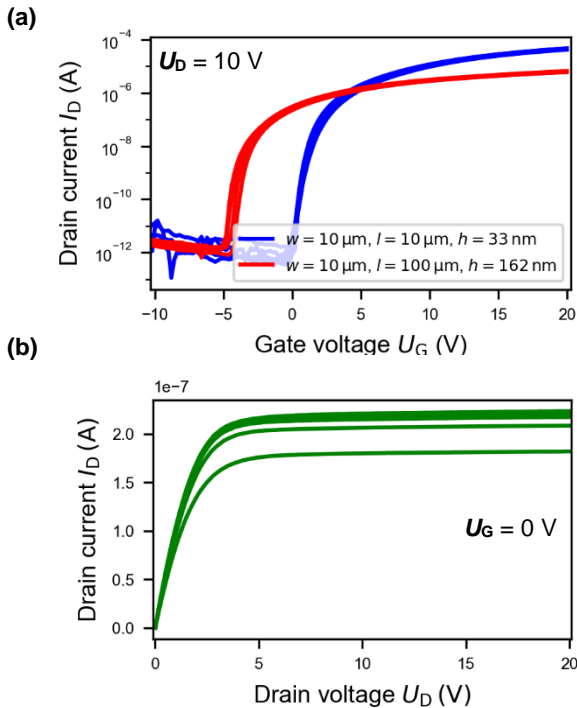 (a)
10⁻⁴
10⁻⁶
10⁻⁸
10⁻¹⁰
10⁻¹²
Drain current I_D (A)
U_D = 10 V
w = 10 μm, l = 10 μm, h = 33 nm
w = 10 μm, l = 100 μm, h = 162 nm
−10 −5 0 5 10 15 20
Gate voltage U_G (V)
(b)
1e-7
2.0
1.5
1.0
0.5
0.0
Drain current I_D (A)
U_G = 0 V
0 5 10 15 20
Drain voltage U_D (V)